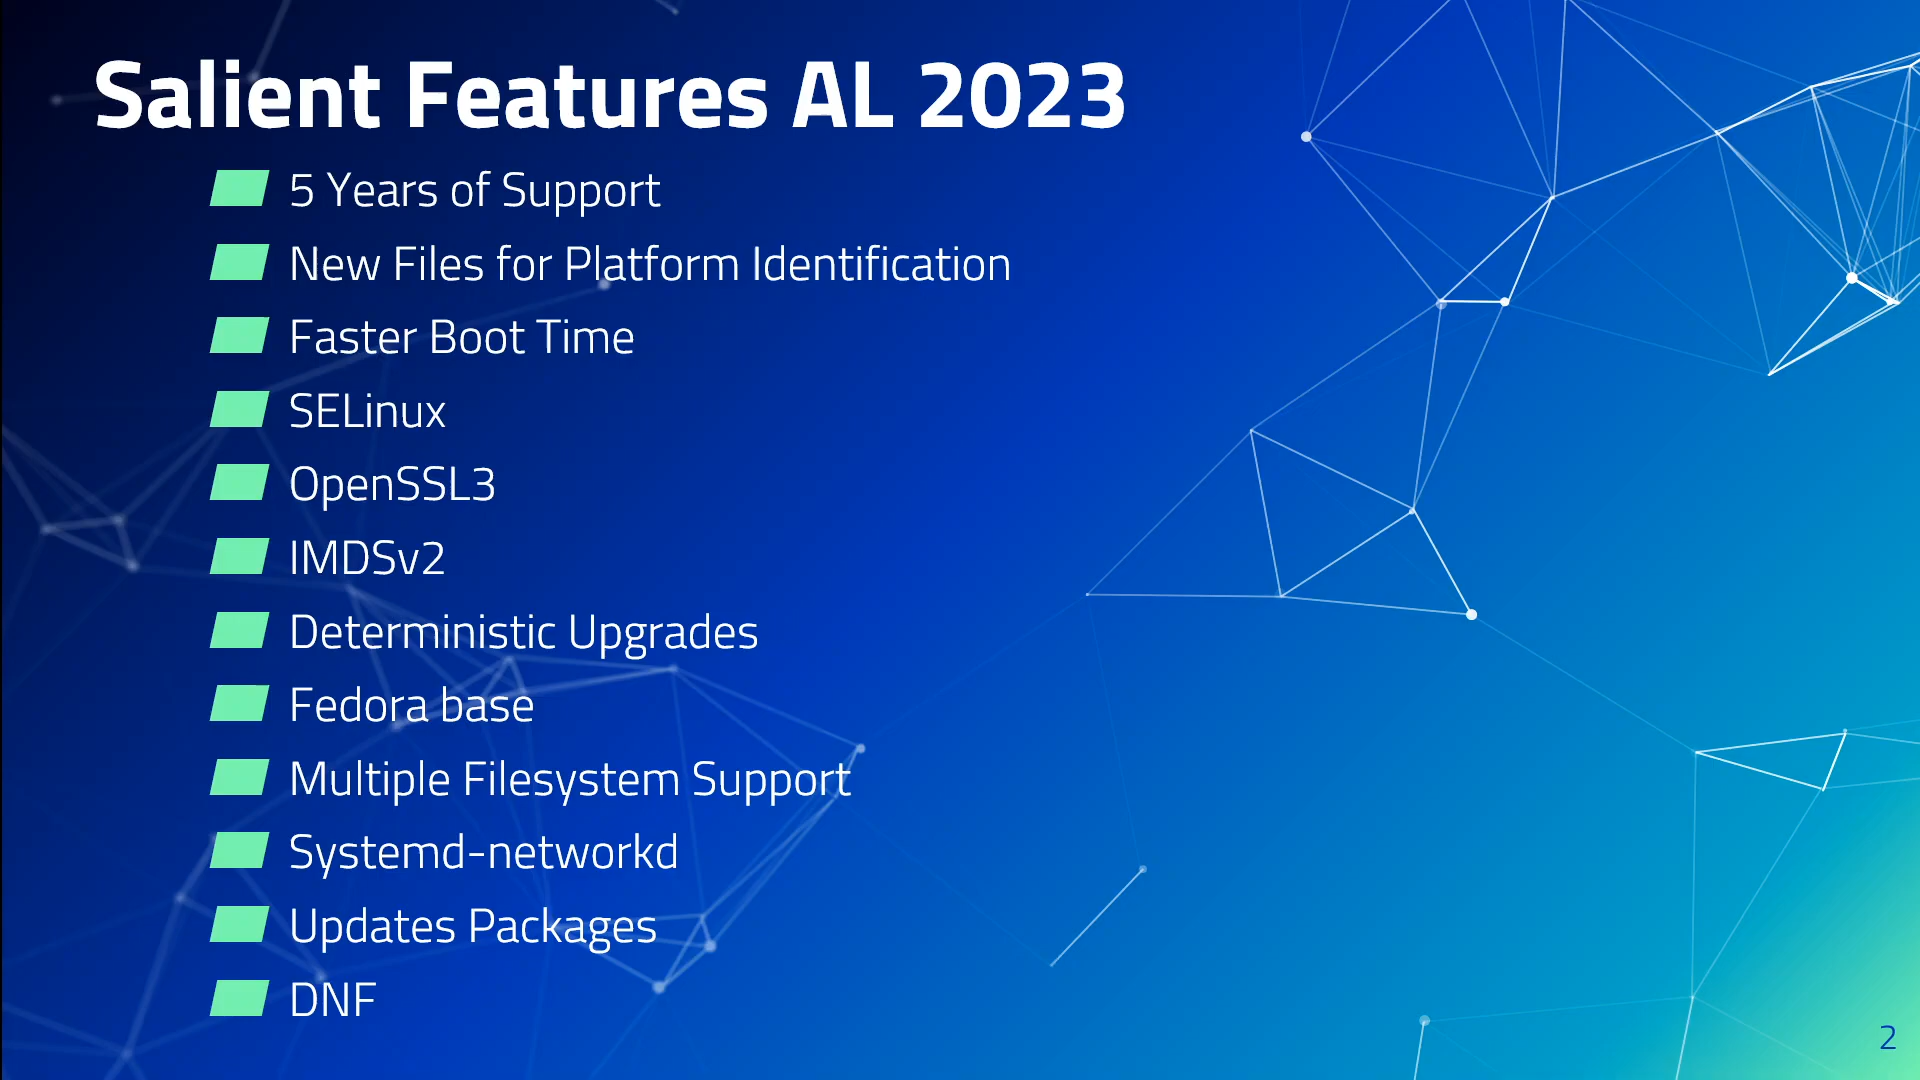 Salient Features AL 2023
5 Years of Support
New Files for Platform Identification
Faster Boot Time
SELinux
OpenSSL3
IMDSv2
Deterministic Upgrades
Fedora base
Multiple Filesystem Support
Systemd-networkd
Updates Packages
DNF
2